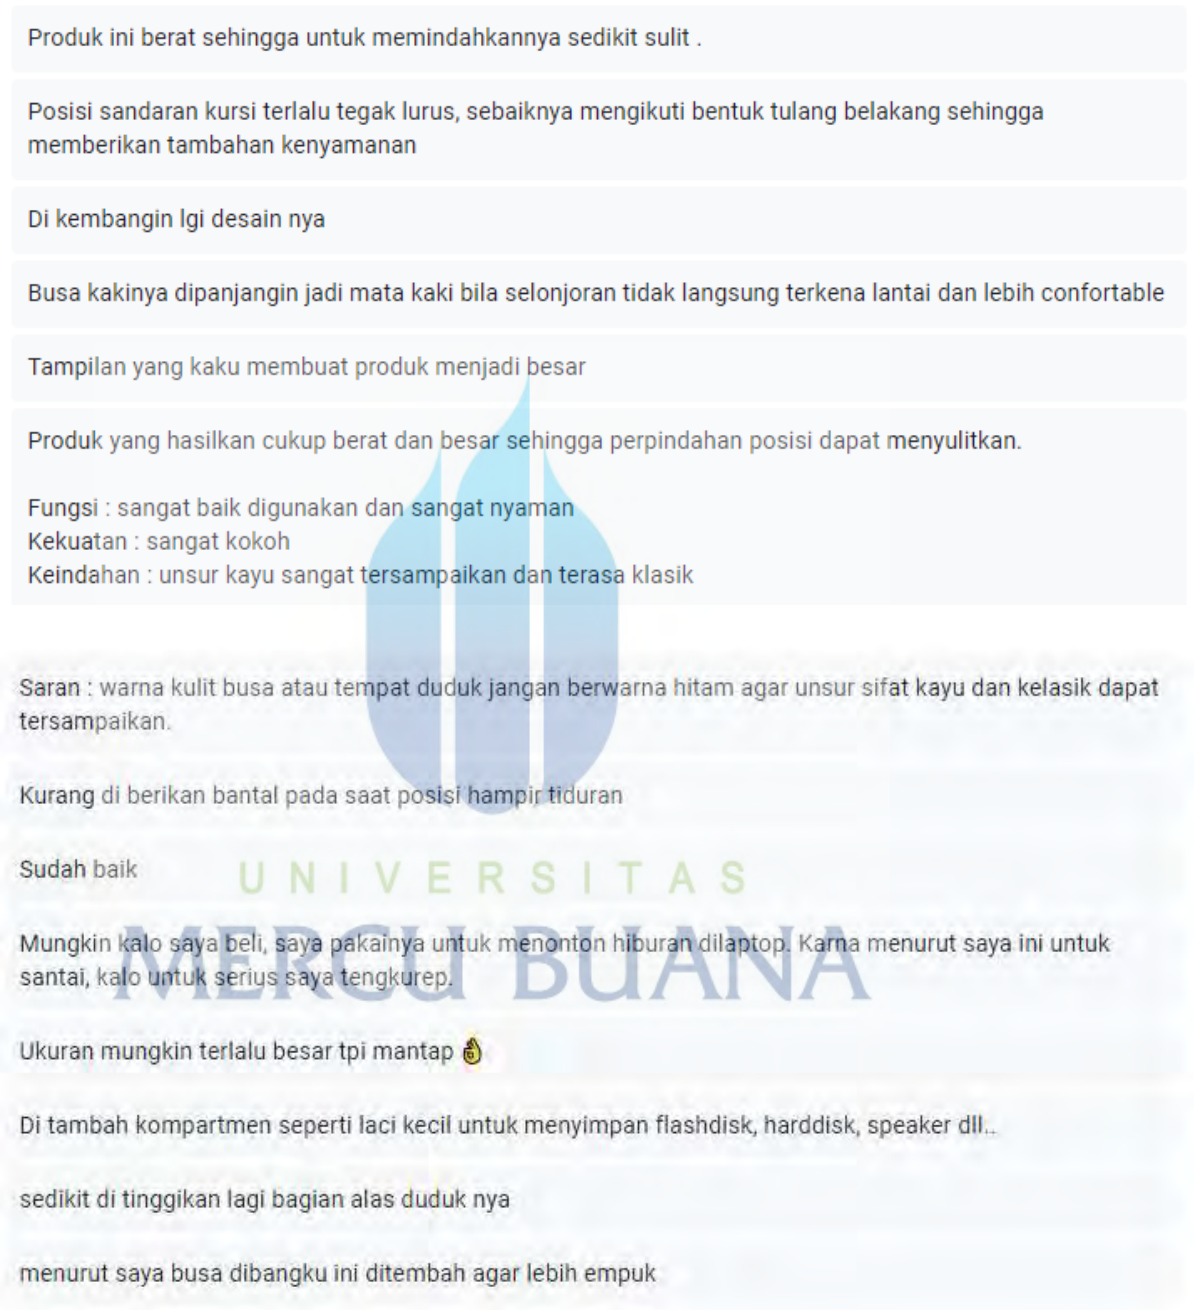 Produk ini berat sehingga untuk memindahkannya sedikit sulit .
Posisi sandaran kursi terlalu tegak lurus, sebaiknya mengikuti bentuk tulang belakang sehingga
memberikan tambahan kenyamanan
Di kembangin lgi desain nya
Busa kakinya dipanjangin jadi mata kaki bila selonjoran tidak langsung terkena lantai dan lebih confortable
Tampilan yang kaku membuat produk menjadi besar
Produk yang hasilkan cukup berat dan besar sehingga perpindahan posisi dapat menyulitkan.
Fungsi : sangat baik digunakan dan sangat nyaman
Kekuatan : sangat kokoh
Keindahan : unsur kayu sangat tersampaikan dan terasa klasik
Saran : warna kulit busa atau tempat duduk jangan berwarna hitam agar unsur sifat kayu dan kelasik dapat
tersampaikan.
Kurang di berikan bantal pada saat posisi hampir tiduran
Sudah baik
UNIVERSITAS
MERCU BUANA
Mungkin kalo saya beli, saya pakainya untuk menonton hiburan dilaptop. Karna menurut saya ini untuk
santai, kalo untuk serius saya tengkurep.
Ukuran mungkin terlalu besar tpi mantap 👌
Di tambah kompartmen seperti laci kecil untuk menyimpan flashdisk, harddisk, speaker dll..
sedikit di tinggikan lagi bagian alas duduk nya
menurut saya busa dibangku ini ditembah agar lebih empuk